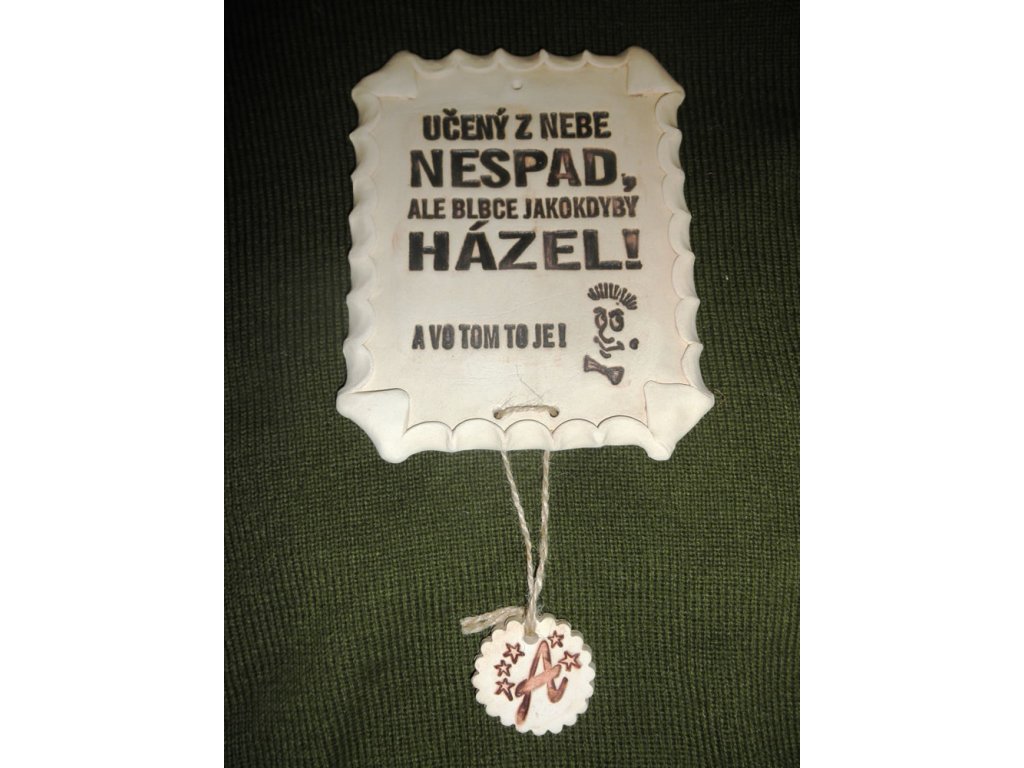 UČENÝ Z NEBE
NESPAD,
ALE BLBCE JAKOKDYBY
HÁZEL!
A VO TOM TO JE!
A